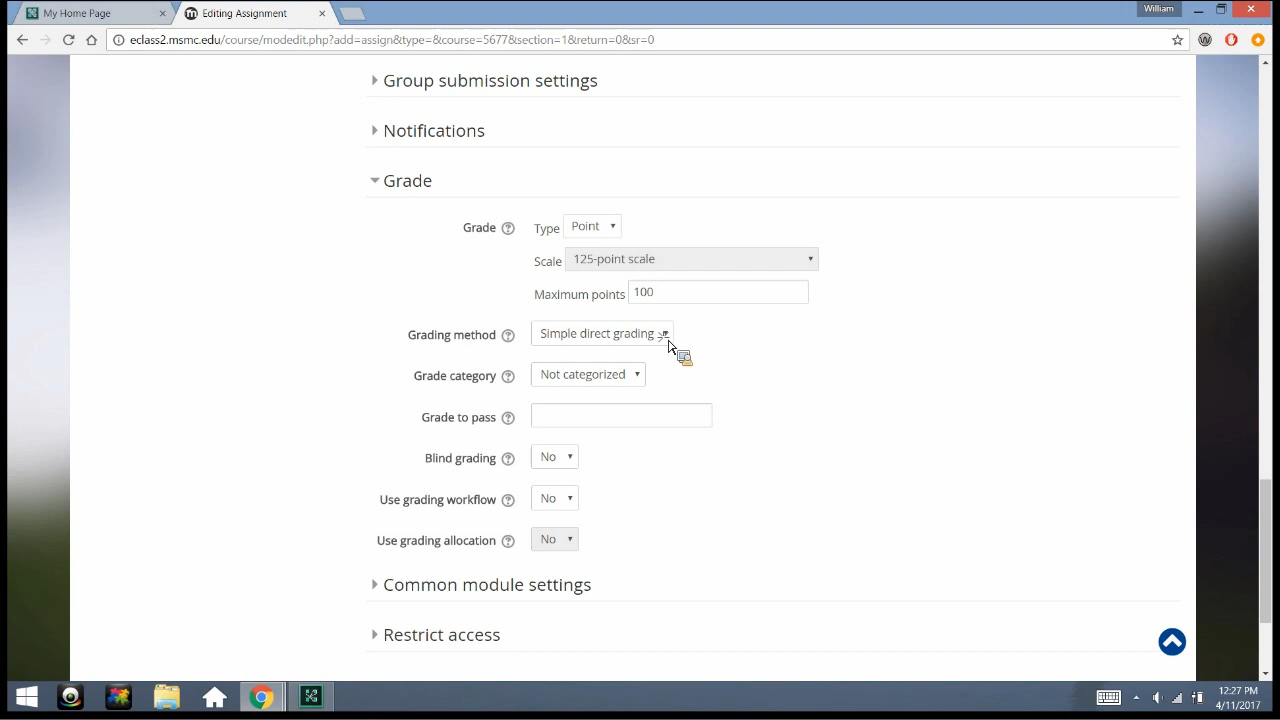 My Home Page
Editing Assignment
William
eclass2.msmc.edu/course/modedit.php?add=assign&type=&course=5677&section=1&return=0&sr=0
Group submission settings
Notifications
Grade
Grade Type Point
Scale 125-point scale
Maximum points 100
Grading method Simple direct grading
Grade category Not categorized
Grade to pass
Blind grading No
Use grading workflow No
Use grading allocation No
Common module settings
Restrict access
12:27 PM
4/11/2017